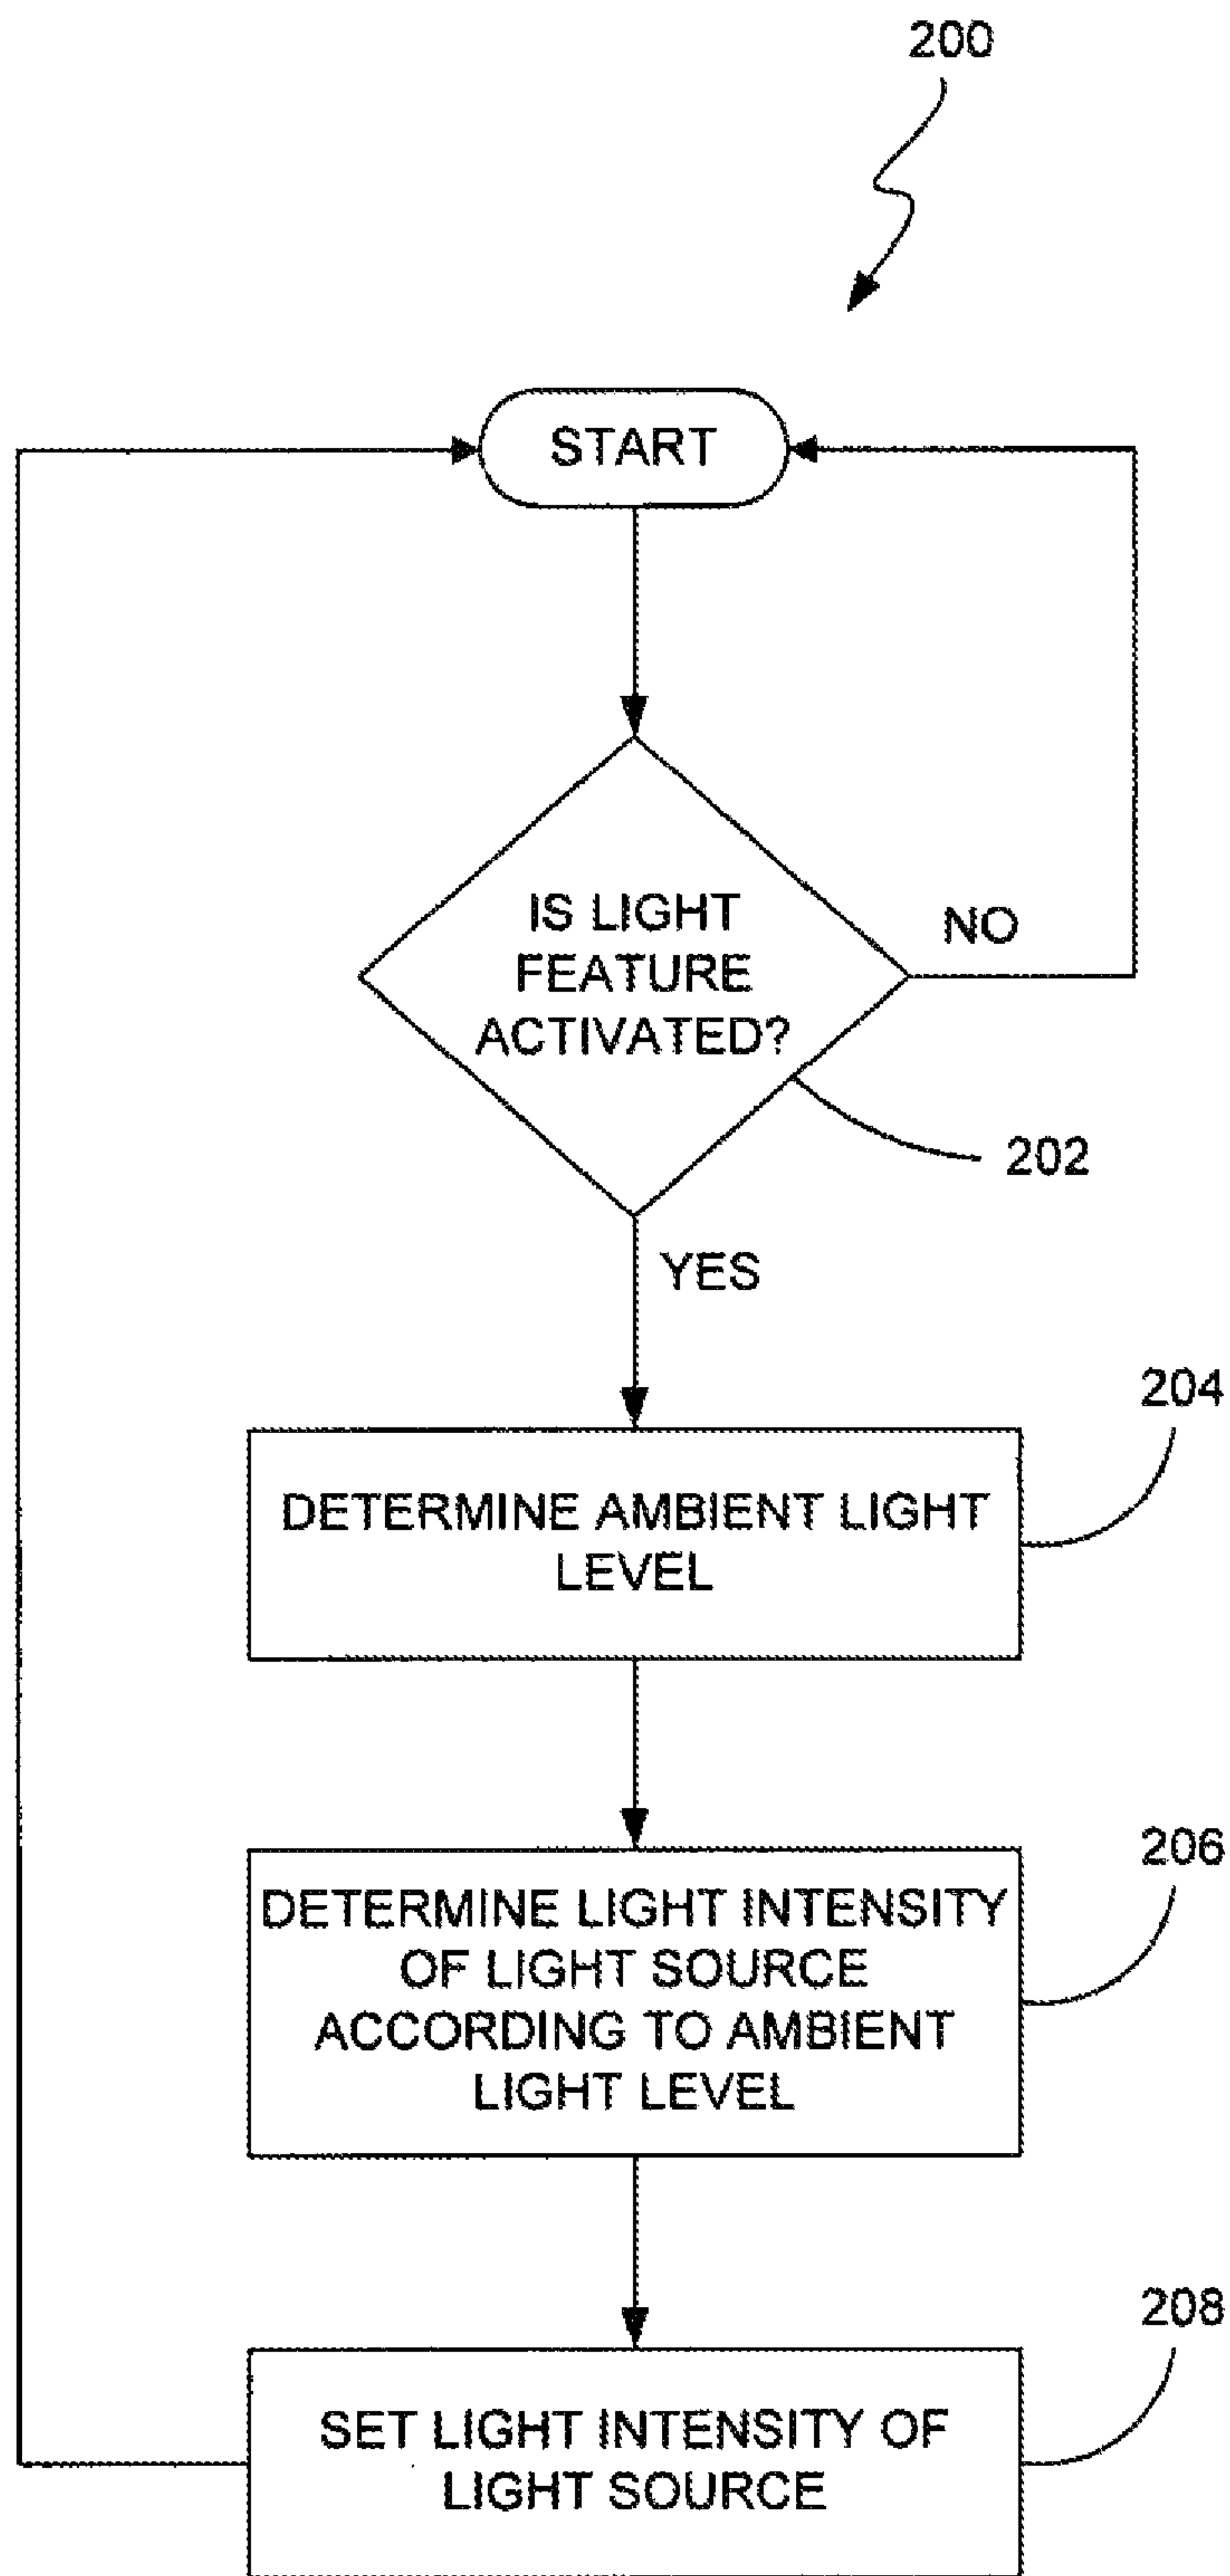 200
START
IS LIGHT
FEATURE
ACTIVATED?
NO
202
YES
204
DETERMINE AMBIENT LIGHT
LEVEL
206
DETERMINE LIGHT INTENSITY
OF LIGHT SOURCE
ACCORDING TO AMBIENT
LIGHT LEVEL
208
SET LIGHT INTENSITY OF
LIGHT SOURCE